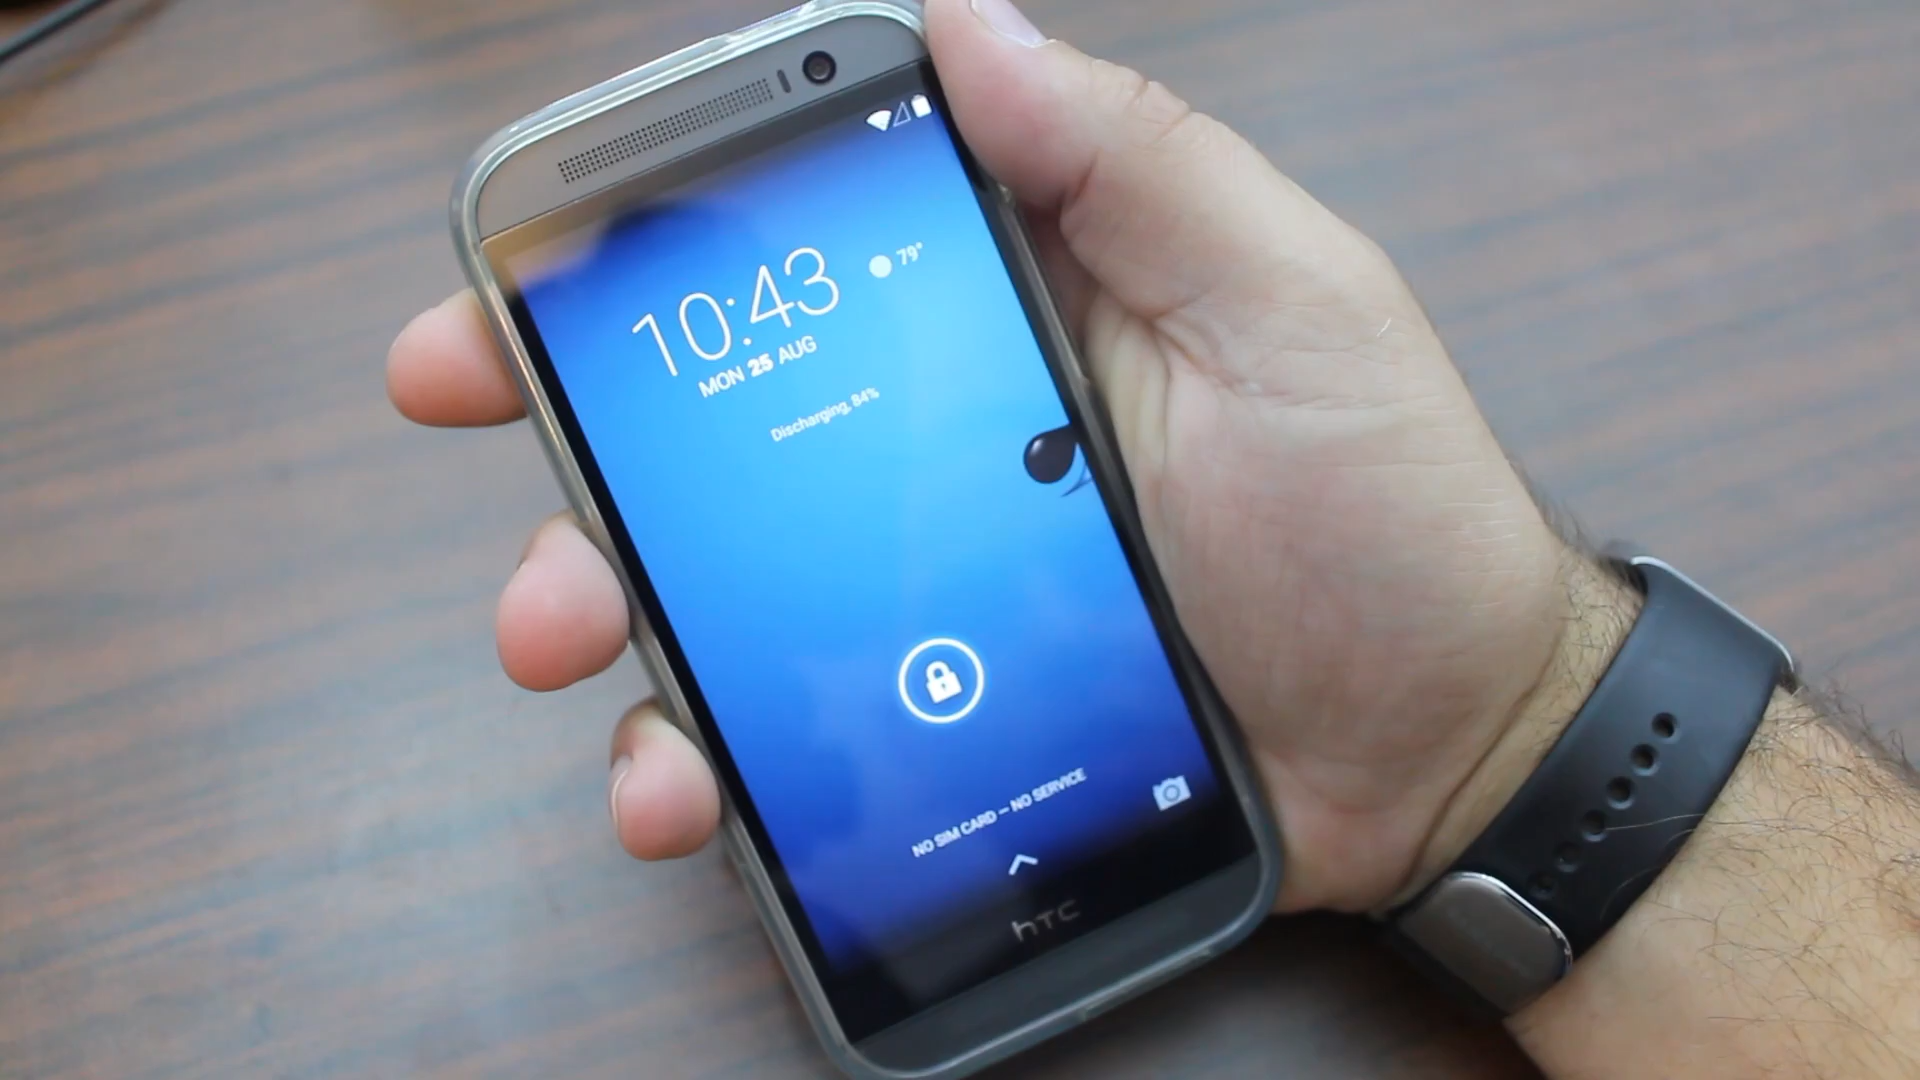 79°
10:43
MON 25 AUG
Discharging, 84%
NO SIM CARD — NO SERVICE
hTC